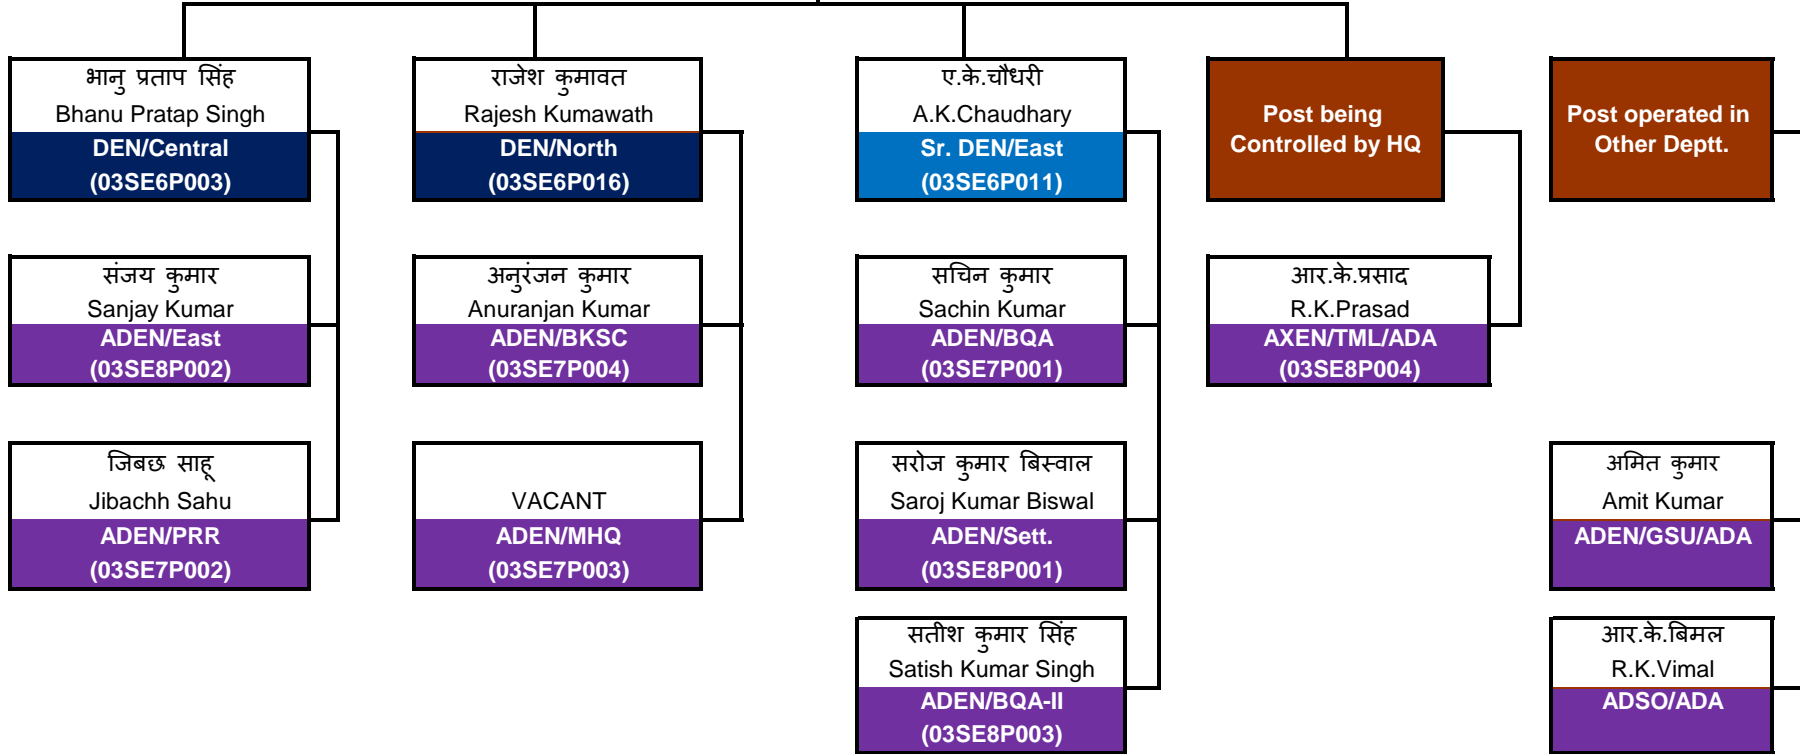 भानु प्रताप सिंह
Bhanu Pratap Singh
DEN/Central
(03SE6P003)
राजेश कुमावत
Rajesh Kumawath
DEN/North
(03SE6P016)
ए.के.चौधरी
A.K.Chaudhary
Sr. DEN/East
(03SE6P011)
Post being
Controlled by HQ
Post operated in
Other Deptt.
संजय कुमार
Sanjay Kumar
ADEN/East
(03SE8P002)
अनुरंजन कुमार
Anuranjan Kumar
ADEN/BKSC
(03SE7P004)
सचिन कुमार
Sachin Kumar
ADEN/BQA
(03SE7P001)
आर.के.प्रसाद
R.K.Prasad
AXEN/TML/ADA
(03SE8P004)
जिबछ साहू
Jibachh Sahu
ADEN/PRR
(03SE7P002)
VACANT
ADEN/MHQ
(03SE7P003)
सरोज कुमार बिस्वाल
Saroj Kumar Biswal
ADEN/Sett.
(03SE8P001)
अमित कुमार
Amit Kumar
ADEN/GSU/ADA
सतीश कुमार सिंह
Satish Kumar Singh
ADEN/BQA-II
(03SE8P003)
आर.के.बिमल
R.K.Vimal
ADSO/ADA